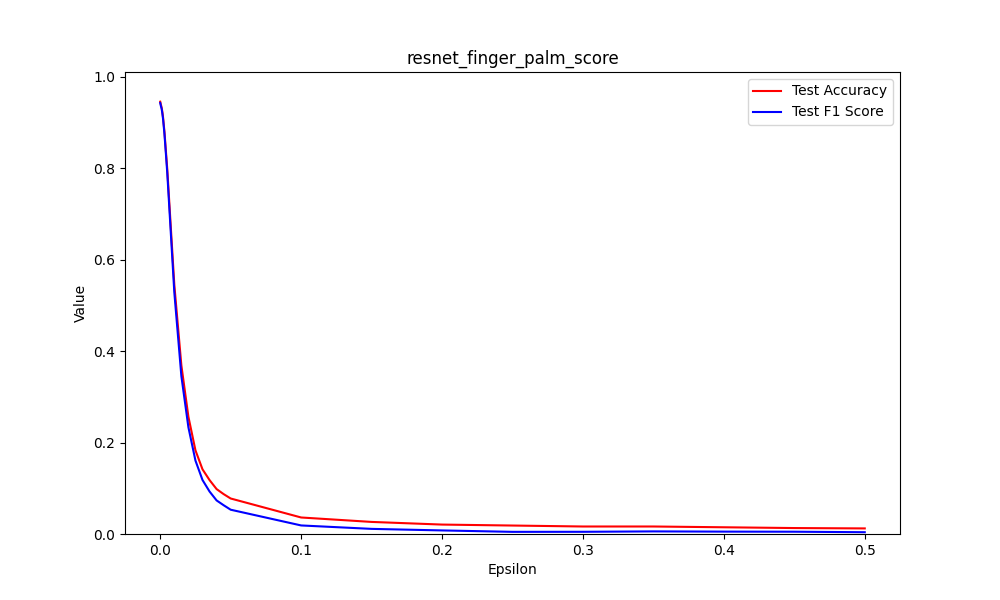 resnet_finger_palm_score
Test Accuracy
Test F1 Score
1.0
0.8
0.6
0.4
0.2
0.0
Value
0.0 0.1 0.2 0.3 0.4 0.5
Epsilon